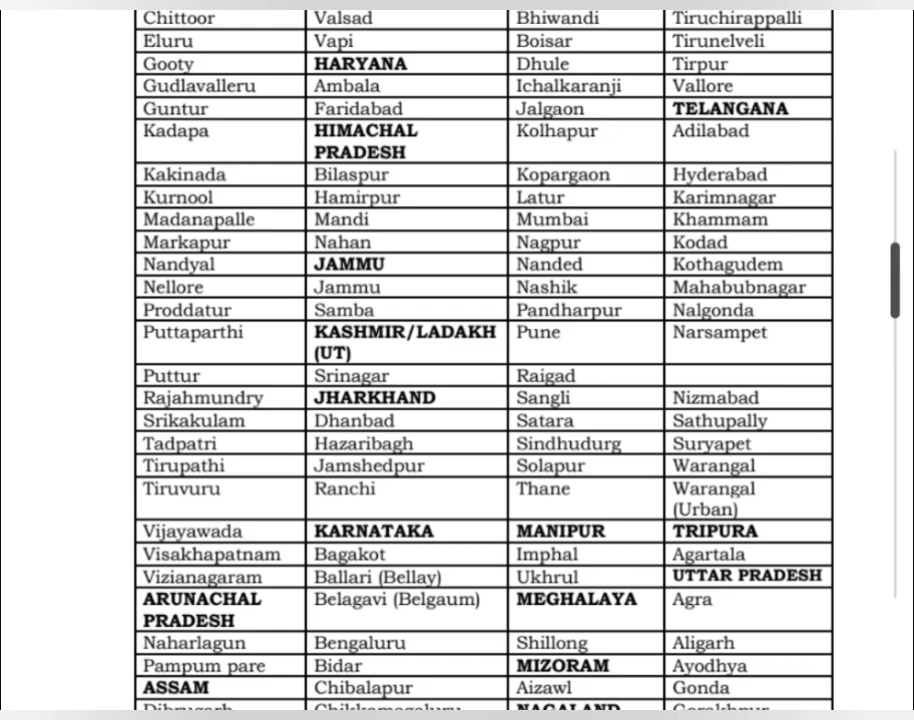 Chittoor Valsad Bhiwandi Tiruchirappalli
Eluru Vapi Boisar Tirunelveli
Gooty HARYANA Dhule Tirpur
Gudlavalleru Ambala Ichalkaranji Vallore
Guntur Faridabad Jalgaon TELANGANA
Kadapa HIMACHAL Kolhapur Adilabad
PRADESH
Kakinada Bilaspur Kopargaon Hyderabad
Kurnool Hamirpur Latur Karimnagar
Madanapalle Mandi Mumbai Khammam
Markapur Nahan Nagpur Kodad
Nandyal JAMMU Nanded Kothagudem
Nellore Jammu Nashik Mahabubnagar
Proddatur Samba Pandharpur Nalgonda
Puttaparthi KASHMIR/LADAKH Pune Narsampet
(UT)
Puttur Srinagar Raigad
Rajahmundry JHARKHAND Sangli Nizmabad
Srikakulam Dhanbad Satara Sathupally
Tadpatri Hazaribagh Sindhudurg Suryapet
Tirupathi Jamshedpur Solapur Warangal
Tiruvuru Ranchi Thane Warangal
(Urban)
Vijayawada KARNATAKA MANIPUR TRIPURA
Visakhapatnam Bagakot Imphal Agartala
Vizianagaram Ballari (Bellay) Ukhrul UTTAR PRADESH
ARUNACHAL Belagavi (Belgaum) MEGHALAYA Agra
PRADESH
Naharlagun Bengaluru Shillong Aligarh
Pampum pare Bidar MIZORAM Ayodhya
ASSAM Chibalapur Aizawl Gonda
Dibrugarh Chikkamagaluru NAGALAND Gorakhpur